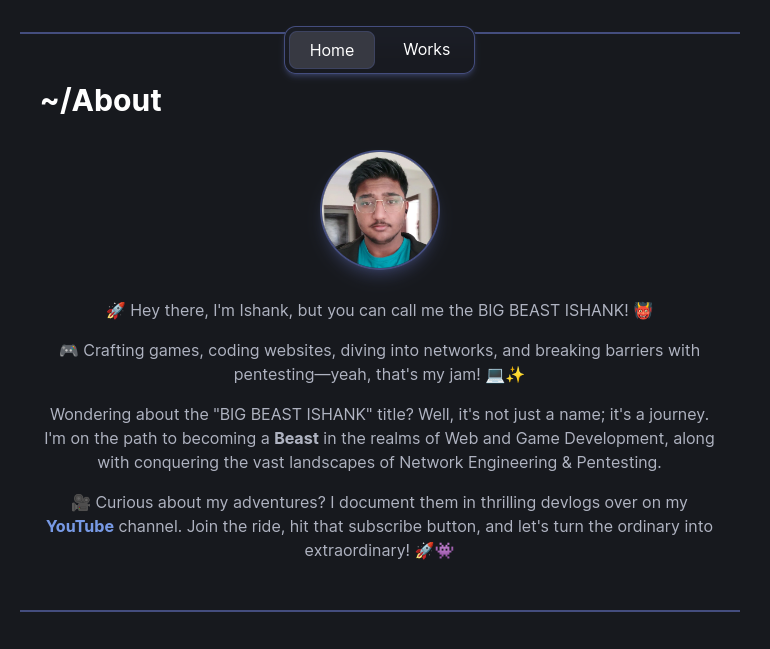 Home Works
~/About
🚀 Hey there, I'm Ishank, but you can call me the BIG BEAST ISHANK! 👹
🎮 Crafting games, coding websites, diving into networks, and breaking barriers with
pentesting—yeah, that's my jam! 💻✨
Wondering about the "BIG BEAST ISHANK" title? Well, it's not just a name; it's a journey.
I'm on the path to becoming a Beast in the realms of Web and Game Development, along
with conquering the vast landscapes of Network Engineering & Pentesting.
🎥 Curious about my adventures? I document them in thrilling devlogs over on my
YouTube channel. Join the ride, hit that subscribe button, and let's turn the ordinary into
extraordinary! 🚀👾